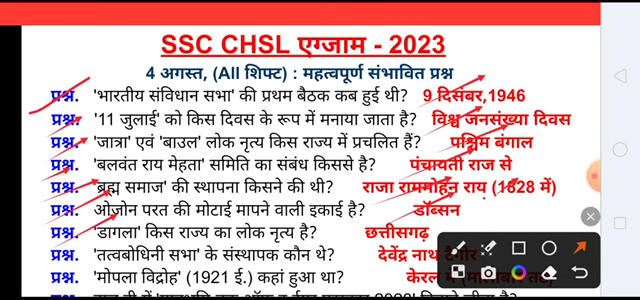 SSC CHSL एग्जाम - 2023
4 अगस्त, (All शिफ्ट) : महत्वपूर्ण संभावित प्रश्न
प्रश्न. 'भारतीय संविधान सभा' की प्रथम बैठक कब हुई थी? 9 दिसंबर,1946
प्रश्न. '11 जुलाई' को किस दिवस के रूप में मनाया जाता है? विश्व जनसंख्या दिवस
प्रश्न. 'जात्रा' एवं 'बाउल' लोक नृत्य किस राज्य में प्रचलित हैं? पश्चिम बंगाल
प्रश्न. 'बलवंत राय मेहता' समिति का संबंध किससे है? पंचायती राज से
प्रश्न. 'ब्रह्म समाज' की स्थापना किसने की थी? राजा राममोहन राय (1828 में)
प्रश्न. ओजोन परत की मोटाई मापने वाली इकाई है? डॉब्सन
प्रश्न. 'डागला' किस राज्य का लोक नृत्य है? छत्तीसगढ़
प्रश्न. 'तत्वबोधिनी सभा' के संस्थापक कौन थे? देवेंद्र नाथ टैगोर
प्रश्न. 'मोपला विद्रोह' (1921 ई.) कहां हुआ था? केरल